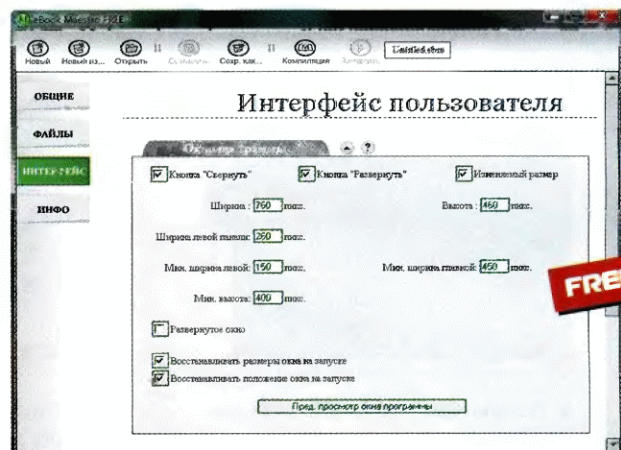 eBook Maestro FREE
Новый Новый из... Открыть Сохр. как... Компиляция Untitled.ebm
ОБЩИЕ
ФАЙЛЫ
ИНТЕРФЕЙС
ИНФО
Интерфейс пользователя
?
Кнопка "Свернуть" Кнопка "Развернуть" Изменяемый размер
Ширина: 760 пикс. Высота: 460 пикс.
Ширина левой панели: 260 пикс.
Мин. ширина левой: 150 пикс. Мин. ширина главной: 450 пикс.
Мин. высота: 400 пикс.
FREE
Развернутое окно
Восстанавливать размеры окна на запуске
Восстанавливать положение окна на запуске
Пред. просмотр окна программы